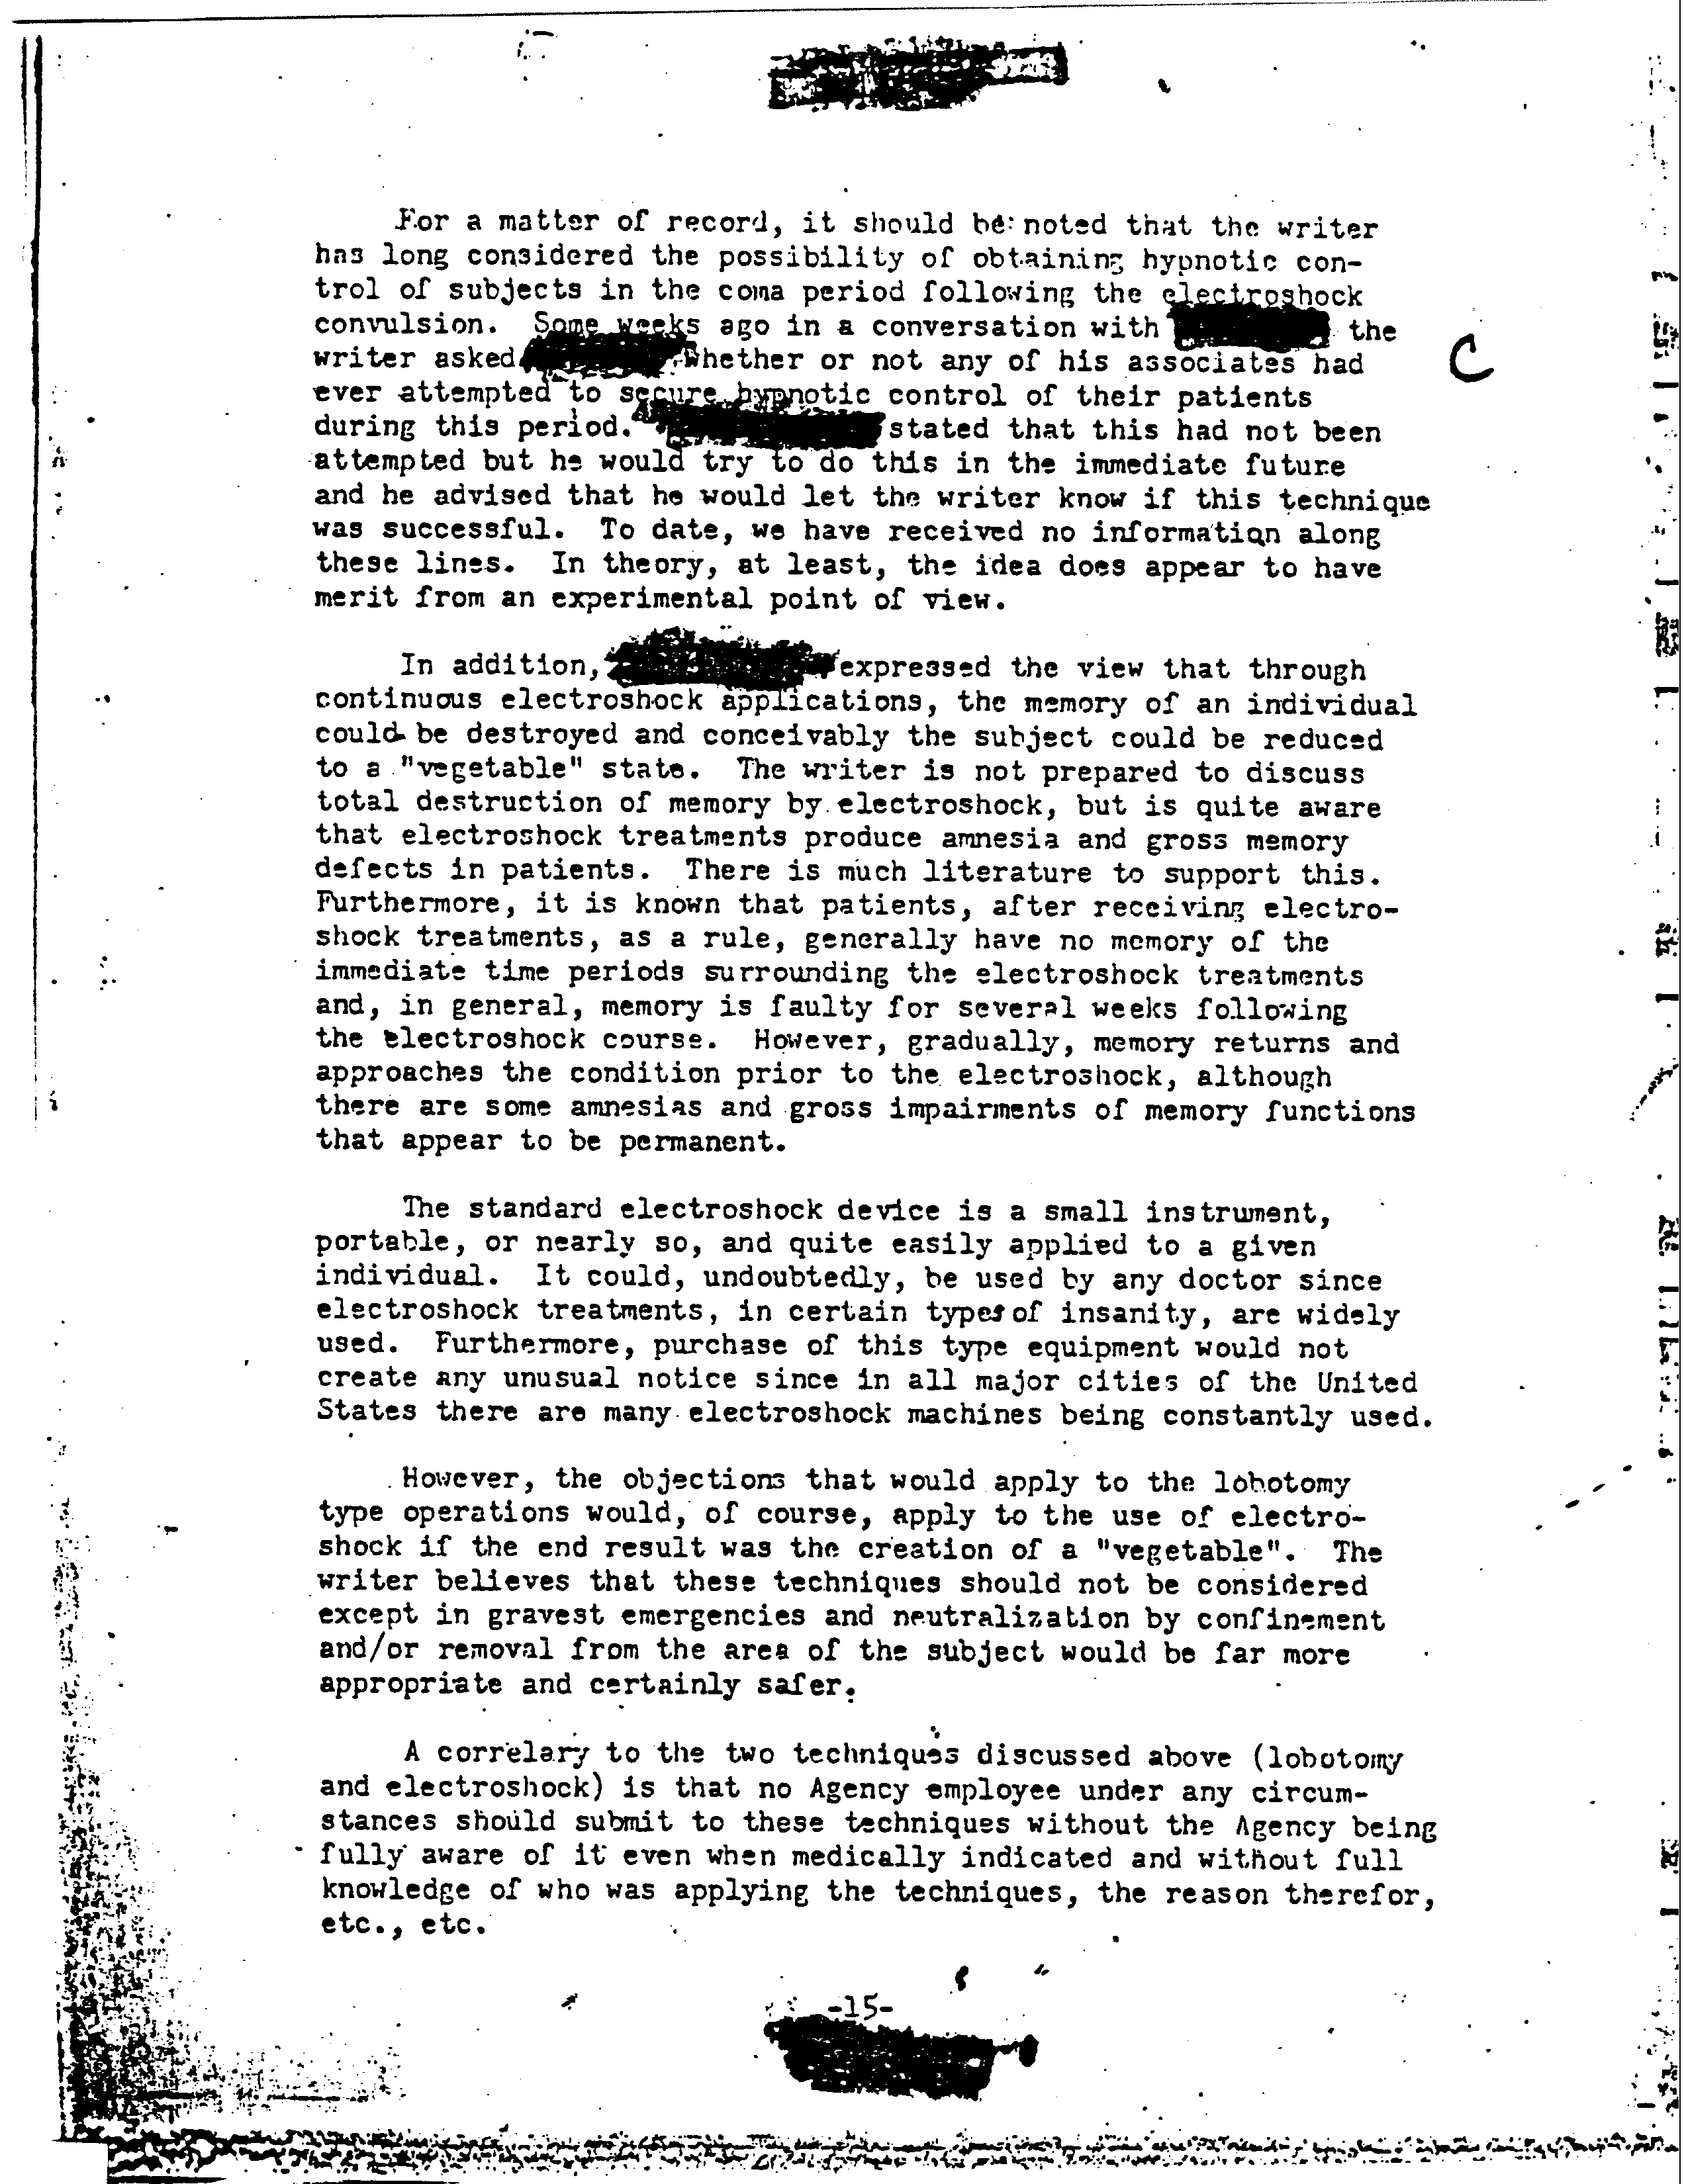 For a matter of record, it should be noted that the writer
has long considered the possibility of obtaining hypnotic con-
trol of subjects in the coma period following the electroshock
convulsion. Some weeks ago in a conversation with the
writer asked whether or not any of his associates had
ever attempted to secure hypnotic control of their patients
during this period. stated that this had not been
attempted but he would try to do this in the immediate future
and he advised that he would let the writer know if this technique
was successful. To date, we have received no information along
these lines. In theory, at least, the idea does appear to have
merit from an experimental point of view.
In addition, expressed the view that through
continuous electroshock applications, the memory of an individual
could be destroyed and conceivably the subject could be reduced
to a "vegetable" state. The writer is not prepared to discuss
total destruction of memory by electroshock, but is quite aware
that electroshock treatments produce amnesia and gross memory
defects in patients. There is much literature to support this.
Furthermore, it is known that patients, after receiving electro-
shock treatments, as a rule, generally have no memory of the
immediate time periods surrounding the electroshock treatments
and, in general, memory is faulty for several weeks following
the electroshock course. However, gradually, memory returns and
approaches the condition prior to the electroshock, although
there are some amnesias and gross impairments of memory functions
that appear to be permanent.
The standard electroshock device is a small instrument,
portable, or nearly so, and quite easily applied to a given
individual. It could, undoubtedly, be used by any doctor since
electroshock treatments, in certain types of insanity, are widely
used. Furthermore, purchase of this type equipment would not
create any unusual notice since in all major cities of the United
States there are many electroshock machines being constantly used.
However, the objections that would apply to the lobotomy
type operations would, of course, apply to the use of electro-
shock if the end result was the creation of a "vegetable". The
writer believes that these techniques should not be considered
except in gravest emergencies and neutralization by confinement
and/or removal from the area of the subject would be far more
appropriate and certainly safer.
A correlary to the two techniques discussed above (lobotomy
and electroshock) is that no Agency employee under any circum-
stances should submit to these techniques without the Agency being
fully aware of it even when medically indicated and without full
knowledge of who was applying the techniques, the reason therefor,
etc., etc.
-15-
C